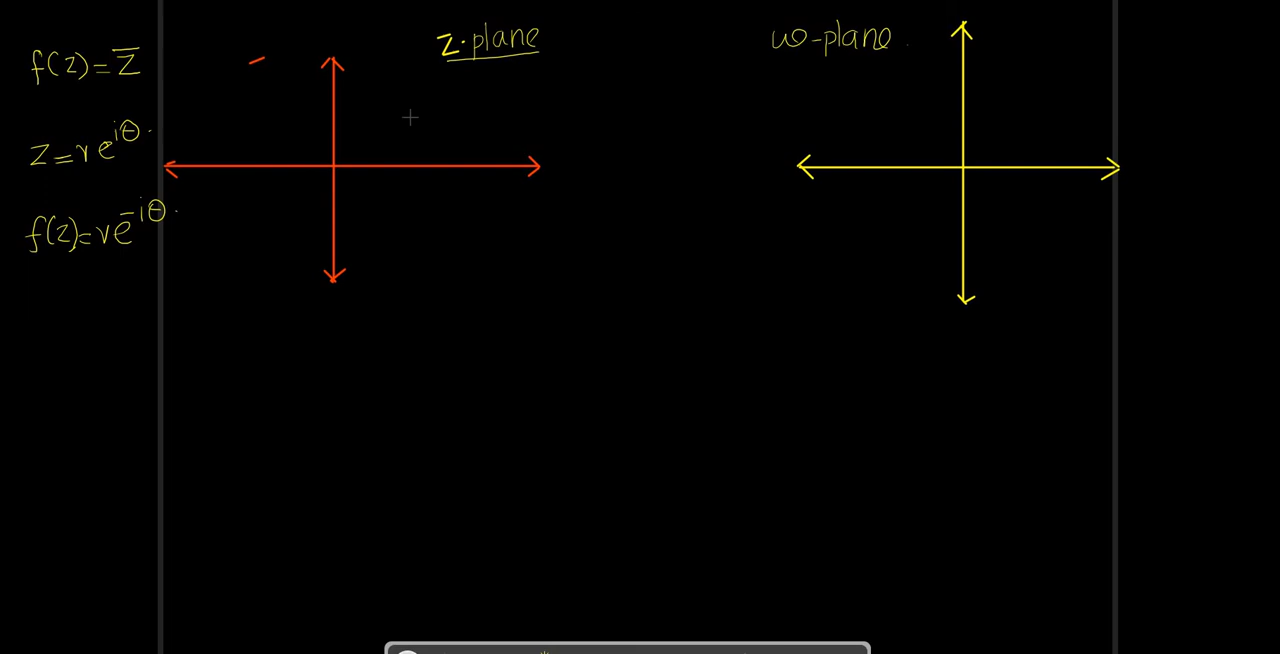 f(z)=z̅
z=re^{iθ}.
f(z)=re^{-iθ}.
z.plane
w-plane